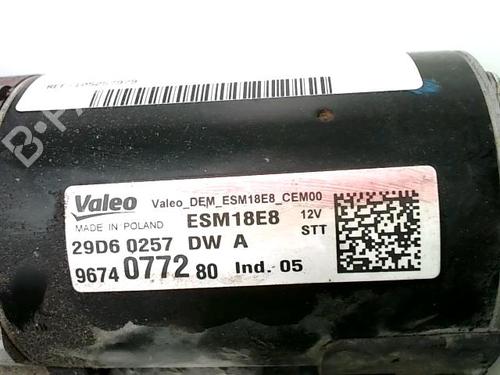 Valeo Valeo_DEM_ESM18E8_CEM00
MADE IN POLAND ESM18E8 12V
STT
29D6 0257 DW A
9674 0772 80 Ind. 05